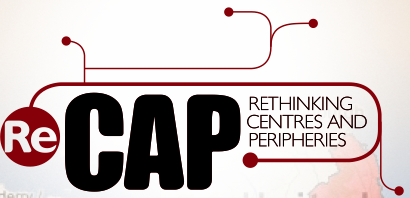 Re CAP
RETHINKING
CENTRES AND
PERIPHERIES